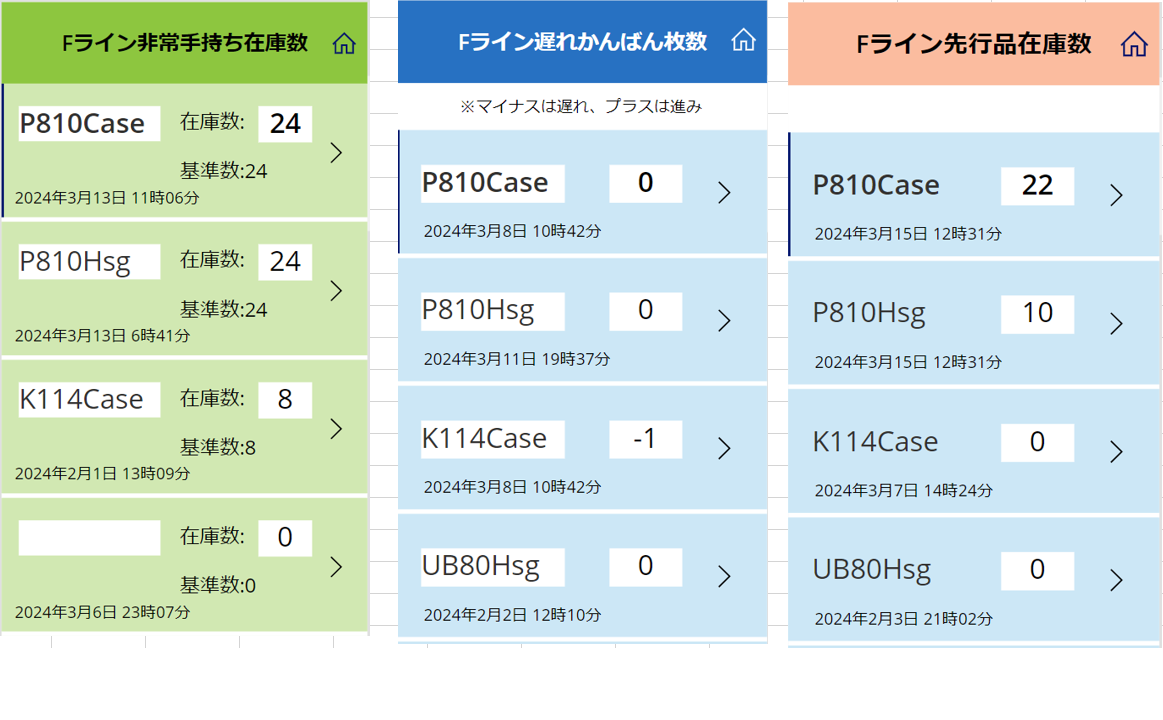 Fライン非常手持ち在庫数
P810Case 在庫数: 24
基準数:24
2024年3月13日 11時06分
P810Hsg 在庫数: 24
基準数:24
2024年3月13日 6時41分
K114Case 在庫数: 8
基準数:8
2024年2月1日 13時09分
在庫数: 0
基準数:0
2024年3月6日 23時07分
Fライン遅れかんばん枚数
※マイナスは遅れ、プラスは進み
P810Case 0
2024年3月8日 10時42分
P810Hsg 0
2024年3月11日 19時37分
K114Case -1
2024年3月8日 10時42分
UB80Hsg 0
2024年2月2日 12時10分
Fライン先行品在庫数
P810Case 22
2024年3月15日 12時31分
P810Hsg 10
2024年3月15日 12時31分
K114Case 0
2024年3月7日 14時24分
UB80Hsg 0
2024年2月3日 21時02分